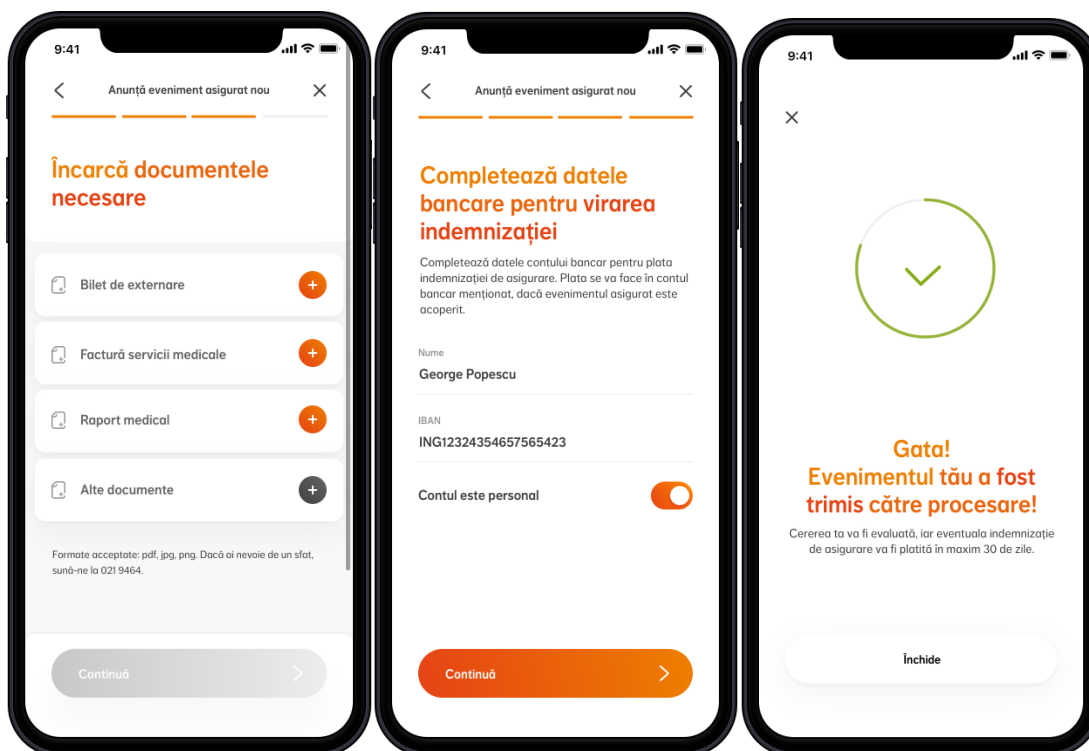 9:41
Anunță eveniment asigurat nou
Încarcă documentele
necesare
Bilet de externare
Factură servicii medicale
Raport medical
Alte documente
Formate acceptate: pdf, jpg, png. Dacă ai nevoie de un sfat,
sună-ne la 021 9464.
Continuă
9:41
Anunță eveniment asigurat nou
Completează datele
bancare pentru virarea
indemnizației
Completează datele contului bancar pentru plata
indemnizației de asigurare. Plata se va face în contul
bancar menționat, dacă evenimentul asigurat este
acoperit.
Nume
George Popescu
IBAN
ING12324354657565423
Contul este personal
Continuă
9:41
Gata!
Evenimentul tău a fost
trimis către procesare!
Cererea ta va fi evaluată, iar eventuala indemnizație
de asigurare va fi platită în maxim 30 de zile.
Închide